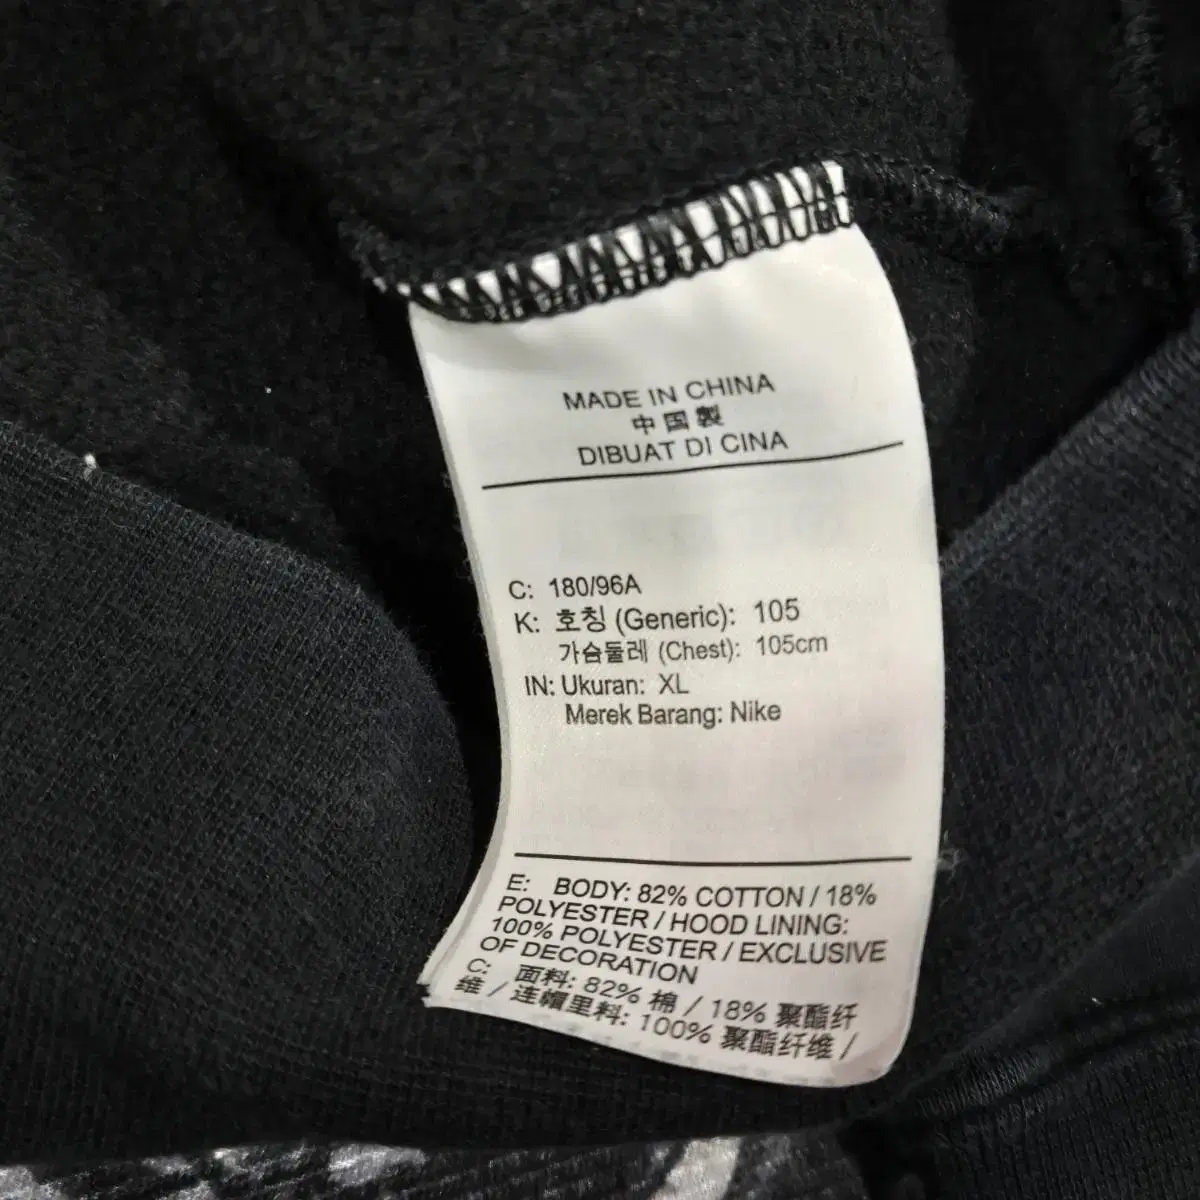 MADE IN CHINA
中国製
DIBUAT DI CINA
C: 180/96A
K: 호칭 (Generic): 105
가슴둘레 (Chest): 105cm
IN: Ukuran: XL
Merek Barang: Nike
E: BODY: 82% COTTON / 18%
POLYESTER / HOOD LINING:
100% POLYESTER / EXCLUSIVE
OF DECORATION
C: 面料: 82% 棉 / 18% 聚酯纤
维 / 连帽里料: 100% 聚酯纤维 /